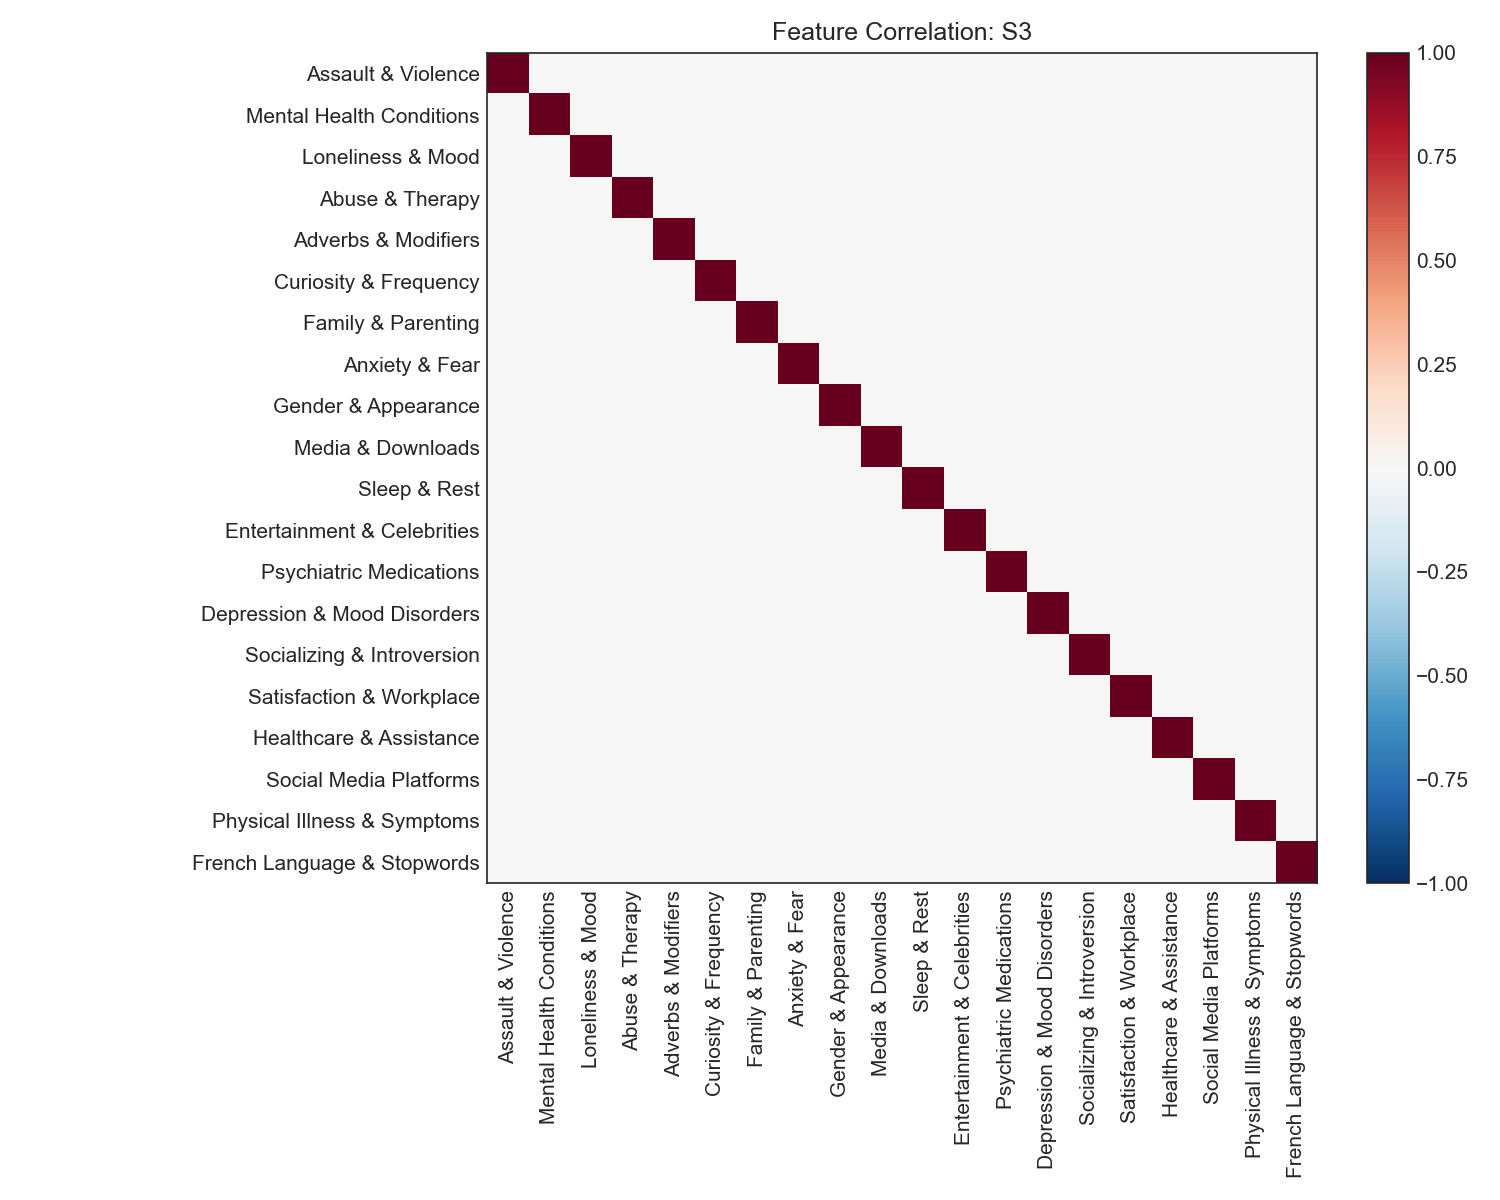 Feature Correlation: S3
Assault & Violence
Mental Health Conditions
Loneliness & Mood
Abuse & Therapy
Adverbs & Modifiers
Curiosity & Frequency
Family & Parenting
Anxiety & Fear
Gender & Appearance
Media & Downloads
Sleep & Rest
Entertainment & Celebrities
Psychiatric Medications
Depression & Mood Disorders
Socializing & Introversion
Satisfaction & Workplace
Healthcare & Assistance
Social Media Platforms
Physical Illness & Symptoms
French Language & Stopwords
Assault & Violence
Mental Health Conditions
Loneliness & Mood
Abuse & Therapy
Adverbs & Modifiers
Curiosity & Frequency
Family & Parenting
Anxiety & Fear
Gender & Appearance
Media & Downloads
Sleep & Rest
Entertainment & Celebrities
Psychiatric Medications
Depression & Mood Disorders
Socializing & Introversion
Satisfaction & Workplace
Healthcare & Assistance
Social Media Platforms
Physical Illness & Symptoms
French Language & Stopwords
1.00
0.75
0.50
0.25
0.00
−0.25
−0.50
−0.75
−1.00